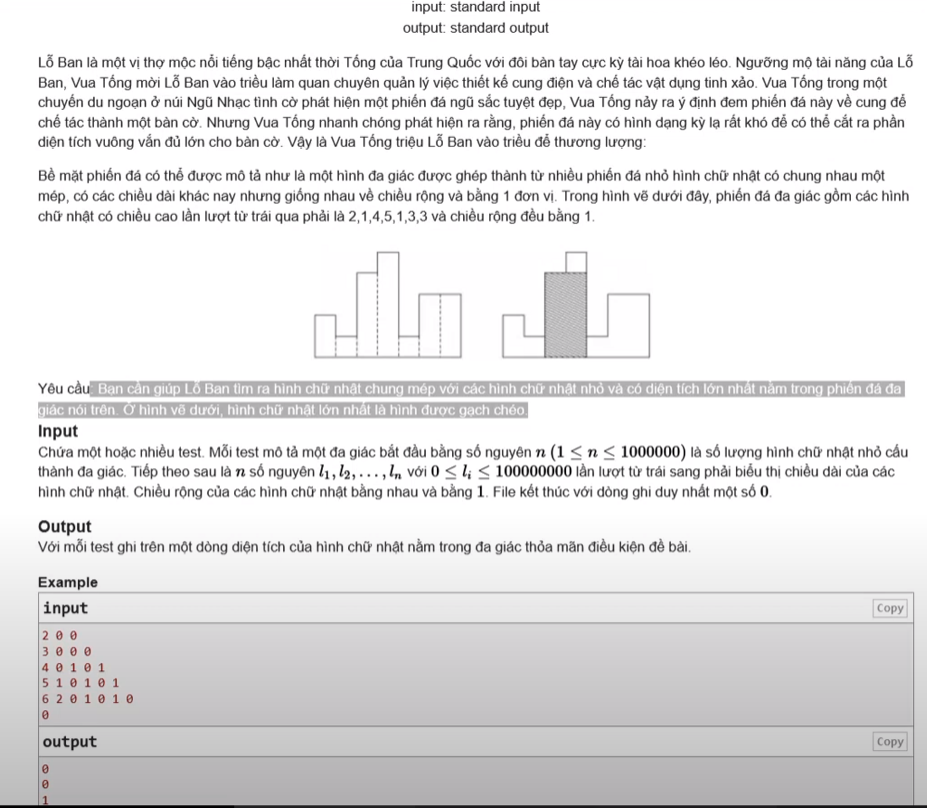 input: standard input
output: standard output
Lỗ Ban là một vị thợ mộc nổi tiếng bậc nhất thời Tống của Trung Quốc với đôi bàn tay cực kỳ tài hoa khéo léo. Ngưỡng mộ tài năng của Lỗ
Ban, Vua Tống mời Lỗ Ban vào triều làm quan chuyên quản lý việc thiết kế cung điện và chế tác vật dụng tinh xảo. Vua Tống trong một
chuyến du ngoạn ở núi Ngũ Nhạc tình cờ phát hiện một phiến đá ngũ sắc tuyệt đẹp, Vua Tống nảy ra ý định đem phiến đá này về cung để
chế tác thành một bàn cờ. Nhưng Vua Tống nhanh chóng phát hiện ra rằng, phiến đá này có hình dạng kỳ lạ rất khó để có thể cắt ra phần
diện tích vuông vắn đủ lớn cho bàn cờ. Vậy là Vua Tống triệu Lỗ Ban vào triều để thương lượng:
Bề mặt phiến đá có thể được mô tả như là một hình đa giác được ghép thành từ nhiều phiến đá nhỏ hình chữ nhật có chung nhau một
mép, có các chiều dài khác nay nhưng giống nhau về chiều rộng và bằng 1 đơn vị. Trong hình vẽ dưới đây, phiến đá đa giác gồm các hình
chữ nhật có chiều cao lần lượt từ trái qua phải là 2,1,4,5,1,3,3 và chiều rộng đều bằng 1.
Yêu cầu Bạn cần giúp Lỗ Ban tìm ra hình chữ nhật chung mép với các hình chữ nhật nhỏ và có diện tích lớn nhất nằm trong phiến đá đa
giác nói trên. Ở hình vẽ dưới, hình chữ nhật lớn nhất là hình được gạch chéo.
Input
Chứa một hoặc nhiều test. Mỗi test mô tả một đa giác bắt đầu bằng số nguyên n (1 ≤ n ≤ 1000000) là số lượng hình chữ nhật nhỏ cấu
thành đa giác. Tiếp theo sau là n số nguyên l₁, l₂, . . . , lₙ với 0 ≤ lᵢ ≤ 100000000 lần lượt từ trái sang phải biểu thị chiều dài của các
hình chữ nhật. Chiều rộng của các hình chữ nhật bằng nhau và bằng 1. File kết thúc với dòng ghi duy nhất một số 0.
Output
Với mỗi test ghi trên một dòng diện tích của hình chữ nhật nằm trong đa giác thỏa mãn điều kiện đề bài.
Example
input Copy
2 0 0
3 0 0 0
4 0 1 0 1
5 1 0 1 0 1
6 2 0 1 0 1 0
0
output Copy
0
0
1